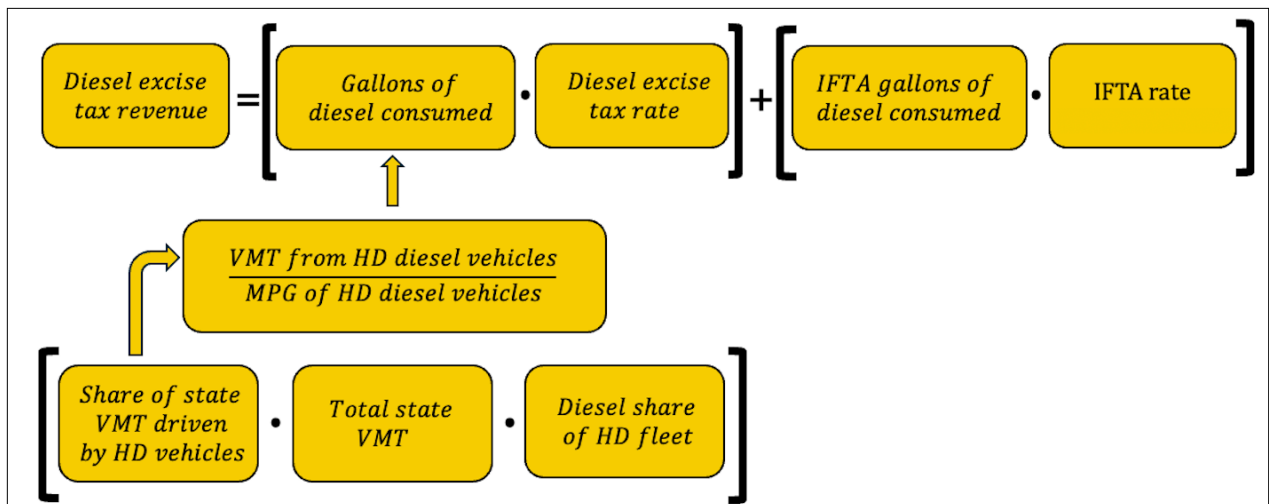 Diesel excise
tax revenue
=
[
Gallons of
diesel consumed
·
Diesel excise
tax rate
]
+
[
IFTA gallons of
diesel consumed
·
IFTA rate
]
VMT from HD diesel vehicles
MPG of HD diesel vehicles
[
Share of state
VMT driven
by HD vehicles
·
Total state
VMT
·
Diesel share
of HD fleet
]